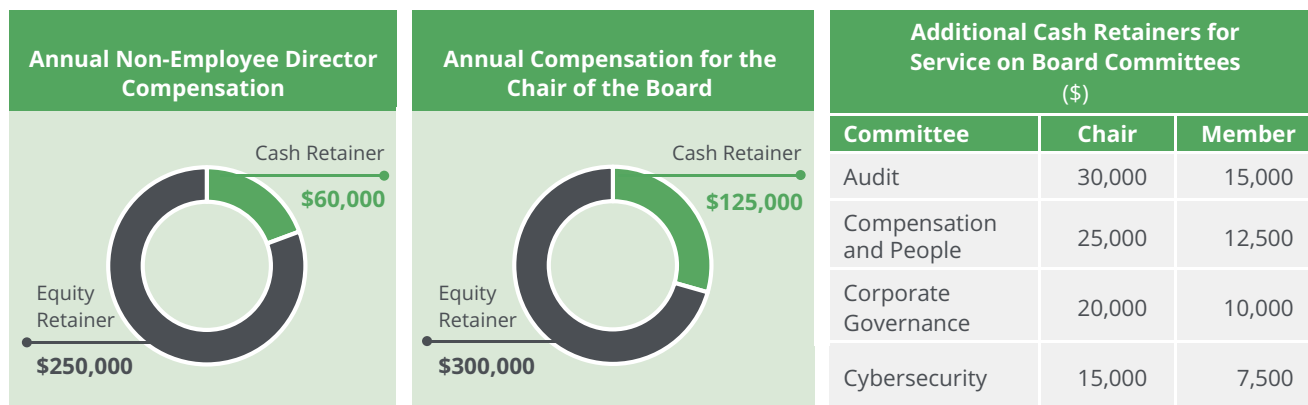 Annual Non-Employee Director
Compensation
Cash Retainer
$60,000
Equity
Retainer
$250,000
Annual Compensation for the
Chair of the Board
Cash Retainer
$125,000
Equity
Retainer
$300,000
Additional Cash Retainers for
Service on Board Committees
($)
Committee Chair Member
Audit 30,000 15,000
Compensation
and People 25,000 12,500
Corporate
Governance 20,000 10,000
Cybersecurity 15,000 7,500